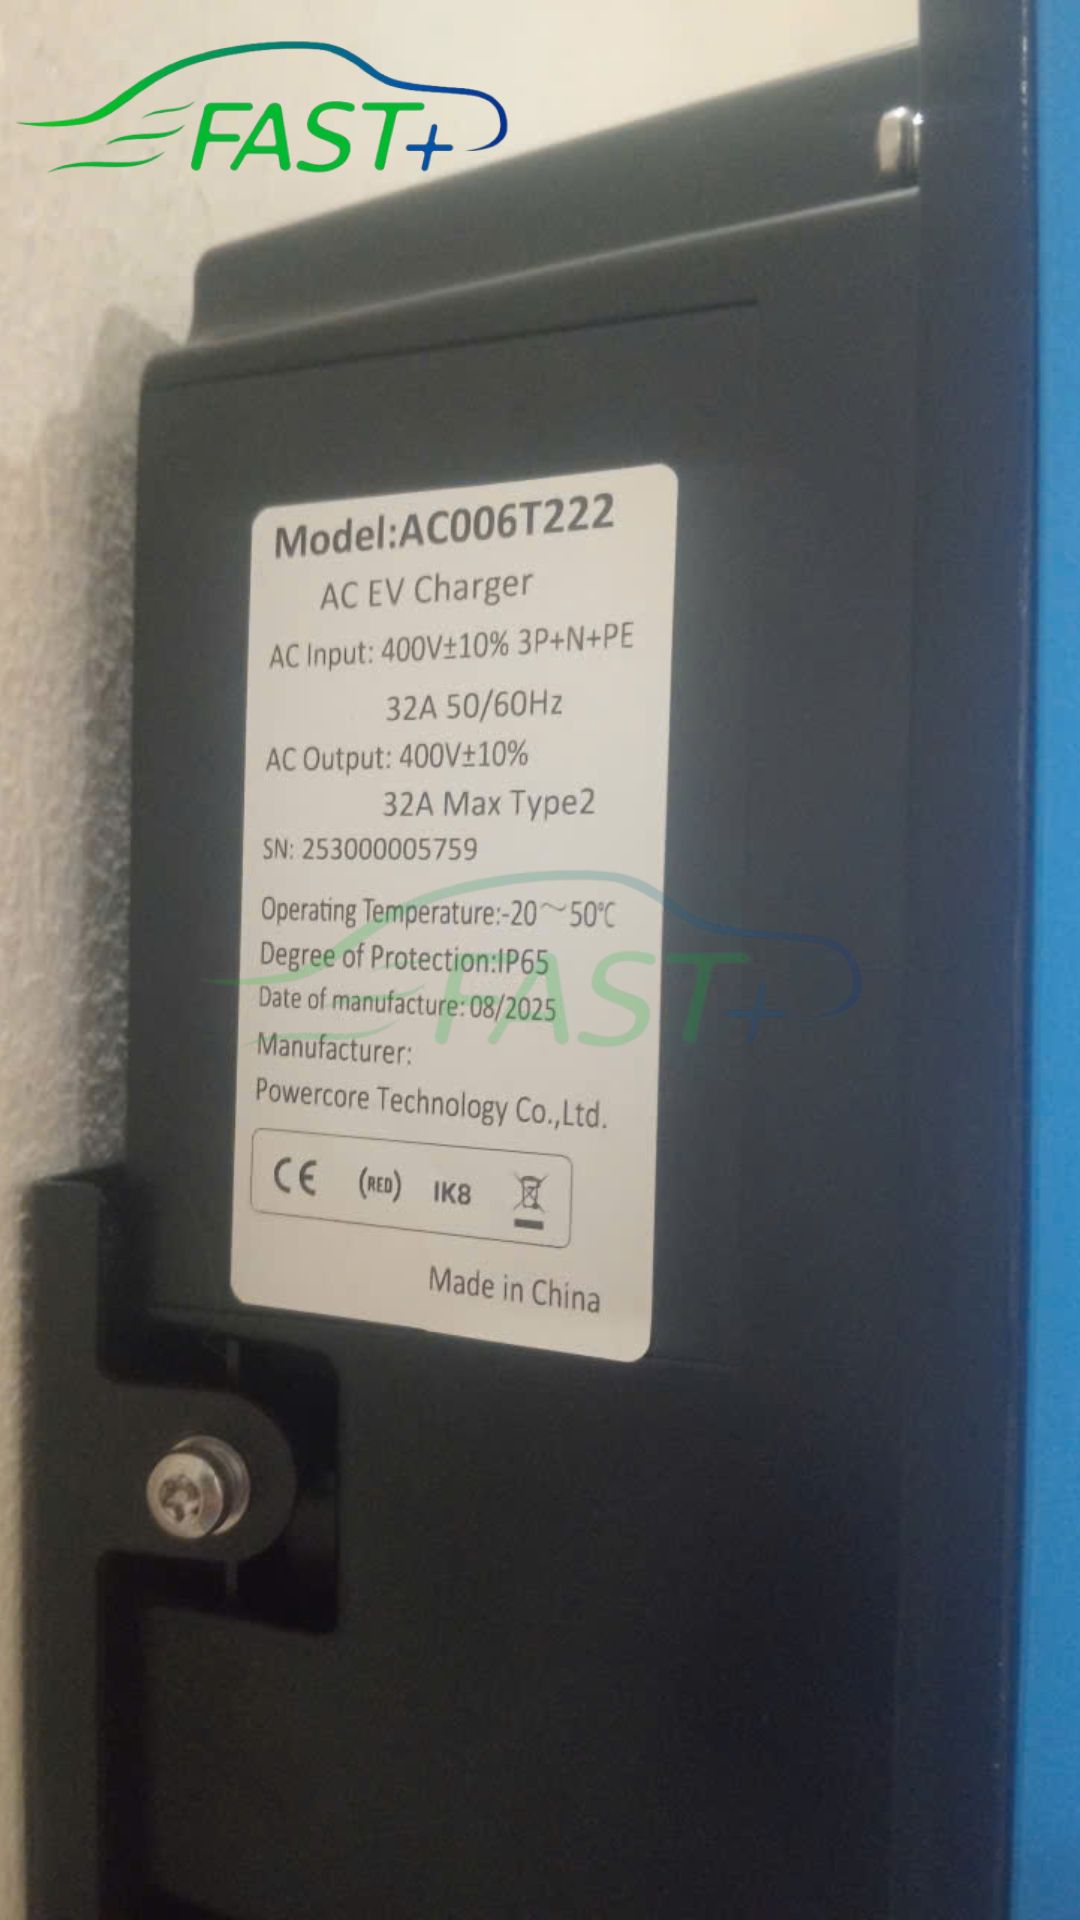 FAST+
Model:AC006T222
AC EV Charger
AC Input: 400V±10% 3P+N+PE
32A 50/60Hz
AC Output: 400V±10%
32A Max Type2
SN: 253000005759
Operating Temperature:-20～50℃
Degree of Protection:IP65
Date of manufacture: 08/2025
FAST+
Manufacturer:
Powercore Technology Co.,Ltd.
CE (RED) IK8
Made in China